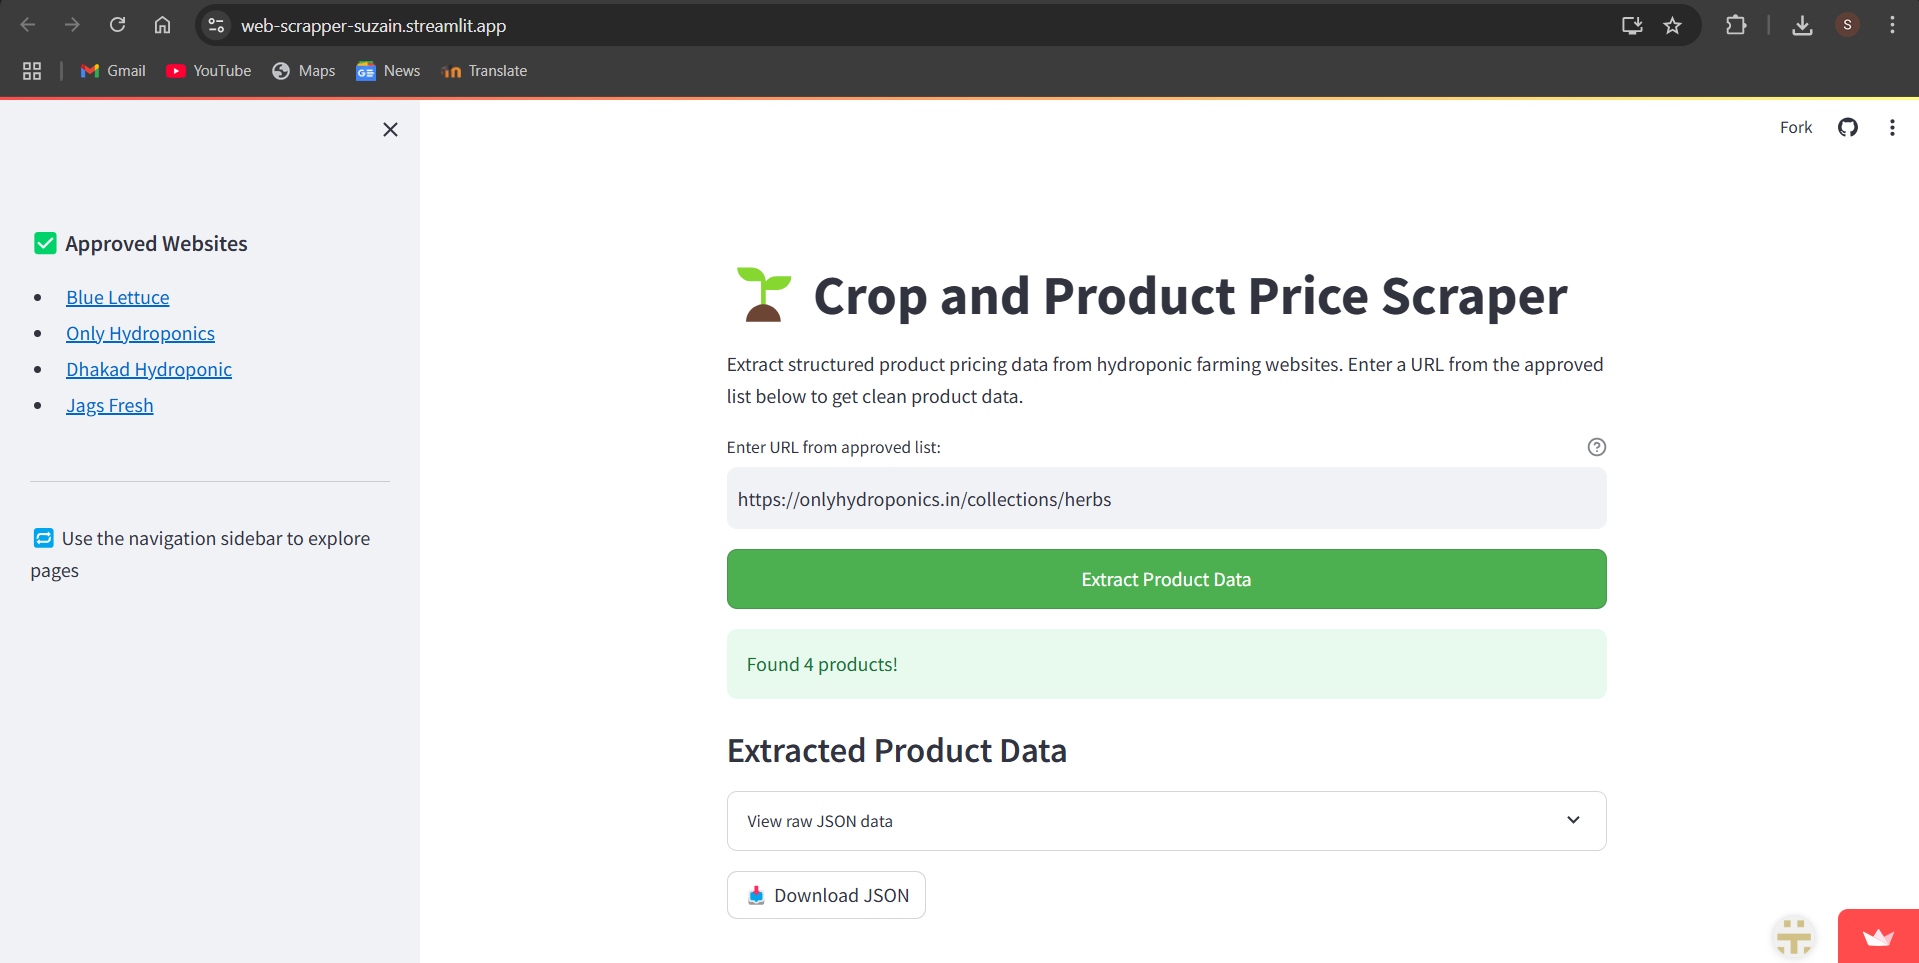 web-scrapper-suzain.streamlit.app
S
Gmail
YouTube
Maps
News
Translate
Fork
Approved Websites
Blue Lettuce
Only Hydroponics
Dhakad Hydroponic
Jags Fresh
Use the navigation sidebar to explore
pages
Crop and Product Price Scraper
Extract structured product pricing data from hydroponic farming websites. Enter a URL from the approved
list below to get clean product data.
Enter URL from approved list:
https://onlyhydroponics.in/collections/herbs
Extract Product Data
Found 4 products!
Extracted Product Data
View raw JSON data
Download JSON